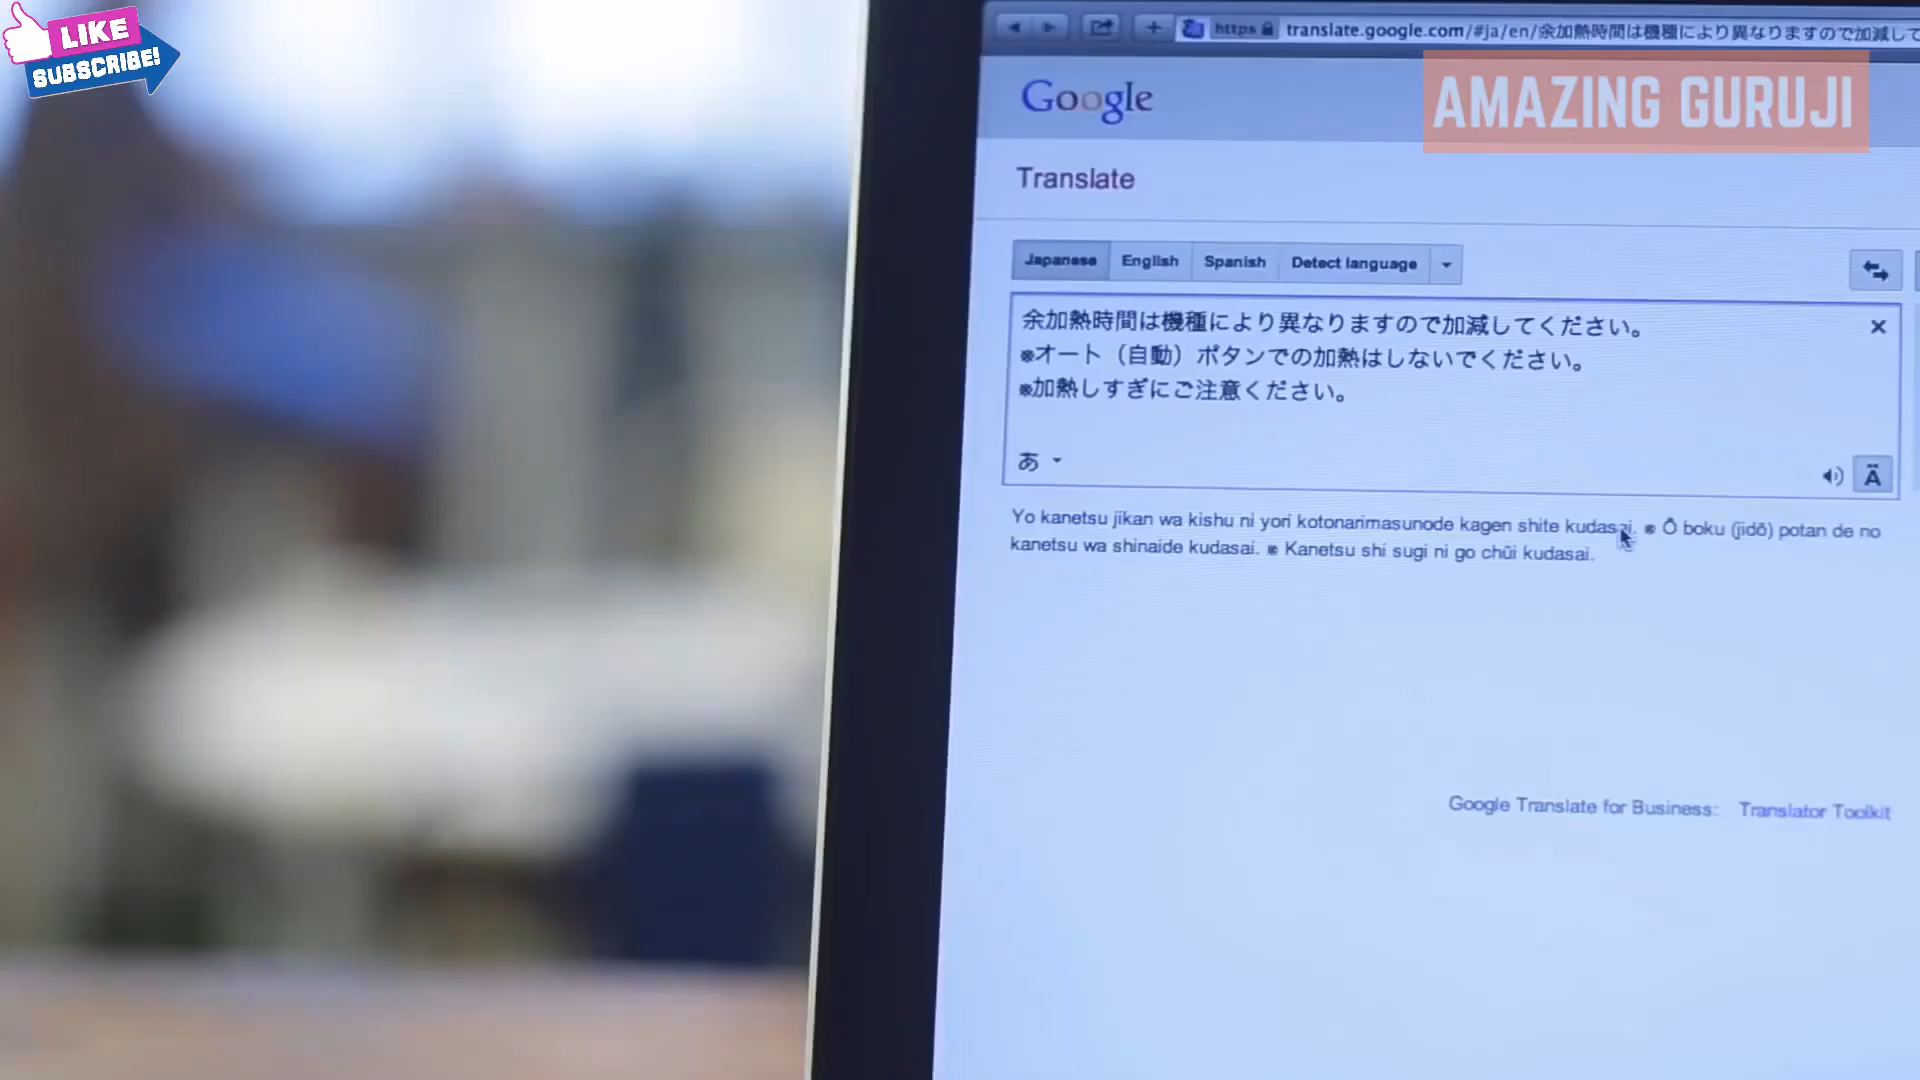 LIKE
SUBSCRIBE!
https translate.google.com/#ja/en/余加熱時間は機種により異なりますので加減して
Google
AMAZING GURUJI
Translate
Japanese English Spanish Detect language
余加熱時間は機種により異なりますので加減してください。
※オート（自動）ポタンでの加熱はしないでください。
※加熱しすぎにご注意ください。
あ
Ä
Yo kanetsu jikan wa kishu ni yori kotonarimasunode kagen shite kudasai. ※ Ō boku (jidō) potan de no
kanetsu wa shinaide kudasai. ※ Kanetsu shi sugi ni go chūi kudasai.
Google Translate for Business: Translator Toolkit